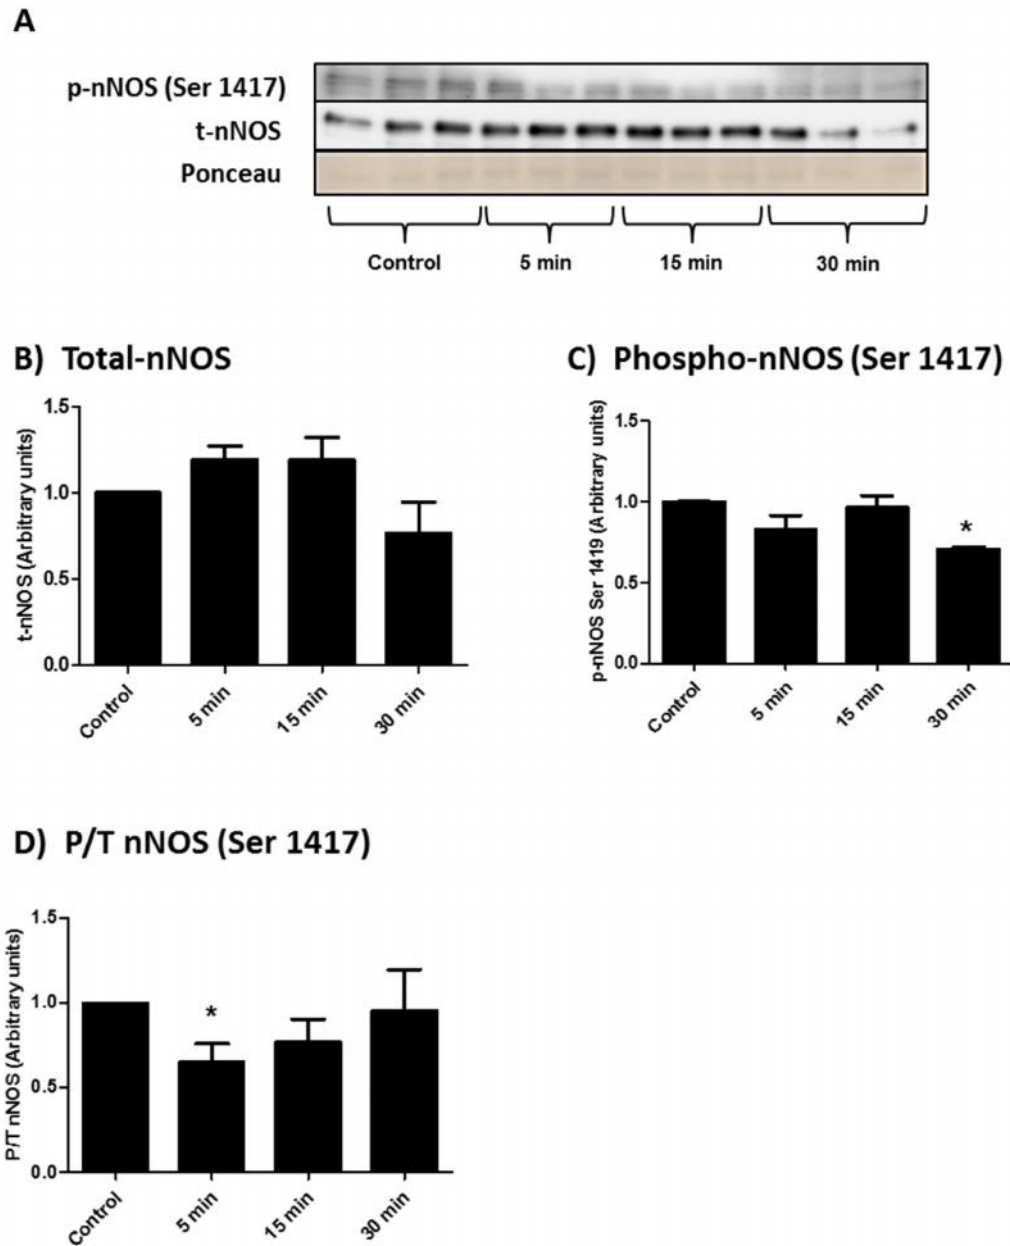 A
p-nNOS (Ser 1417)
t-nNOS
Ponceau
Control 5 min 15 min 30 min
B) Total-nNOS
t-nNOS (Arbitrary units)
1.5
1.0
0.5
0.0
Control 5 min 15 min 30 min
C) Phospho-nNOS (Ser 1417)
p-nNOS Ser 1419 (Arbitrary units)
1.5
1.0
0.5
0.0
*
Control 5 min 15 min 30 min
D) P/T nNOS (Ser 1417)
P/T nNOS (Arbitrary units)
1.5
1.0
0.5
0.0
*
Control 5 min 15 min 30 min